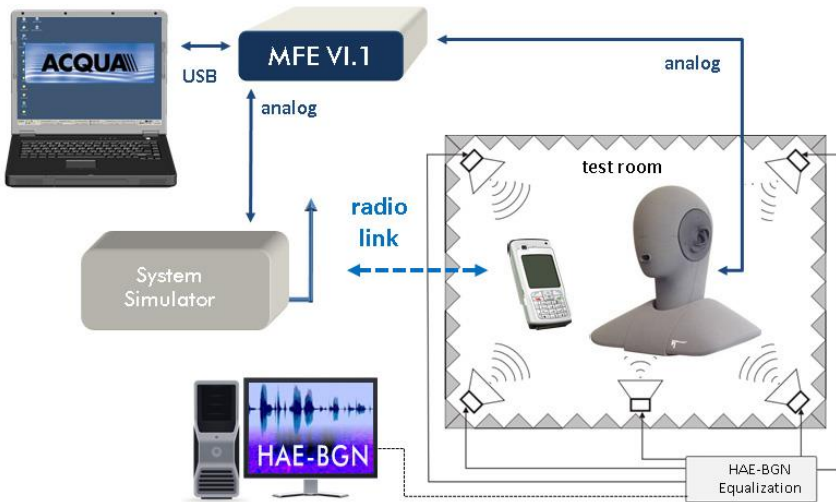 ACQUA
USB
MFE VI.1
analog
analog
test room
radio
link
System
Simulator
HAE-BGN
HAE-BGN
Equalization